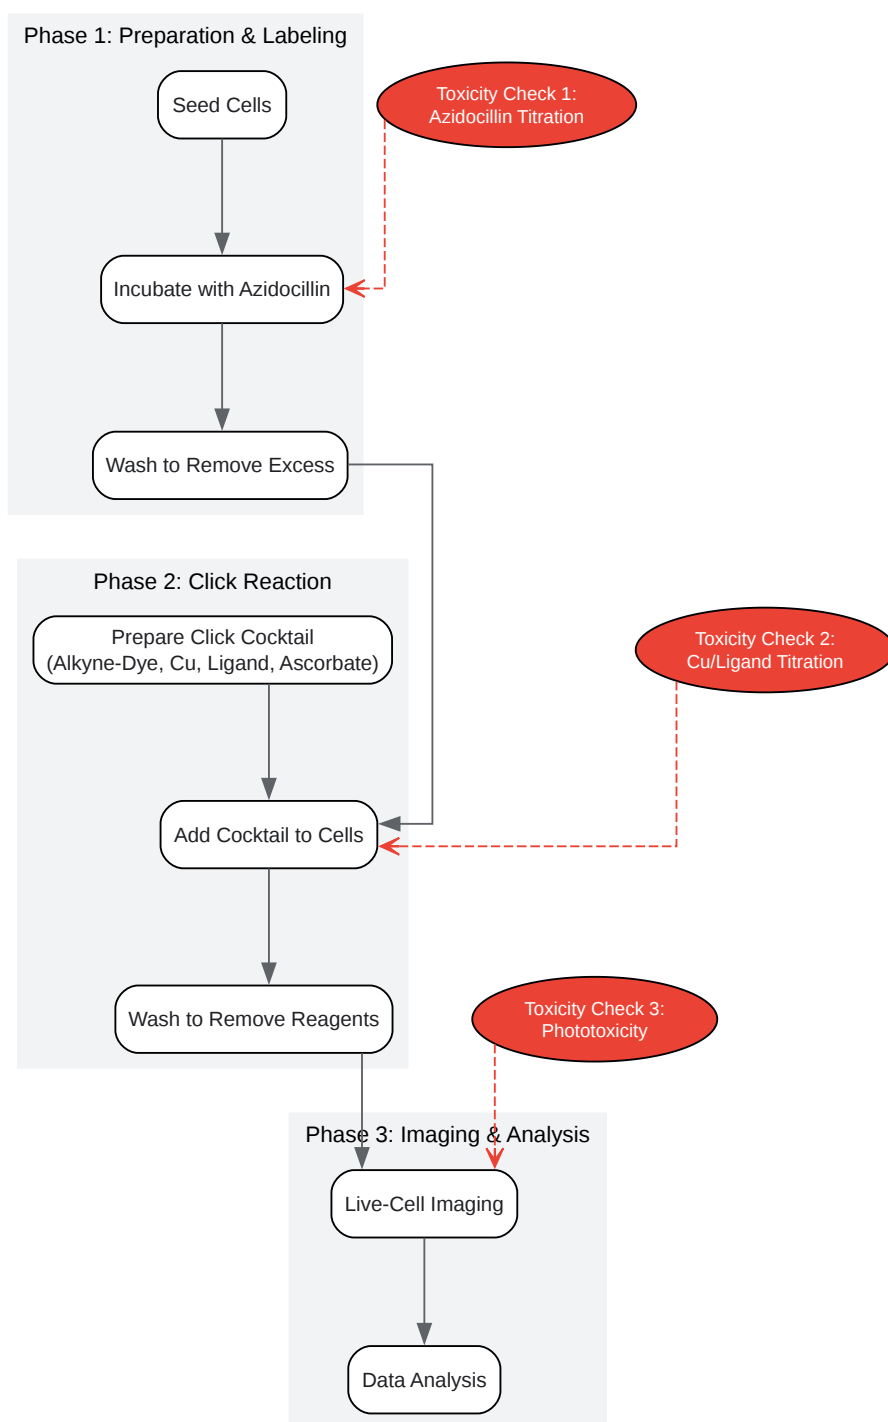 Phase 1: Preparation & Labeling
Seed Cells
Toxicity Check 1:
Azidocillin Titration
Incubate with Azidocillin
Wash to Remove Excess
Phase 2: Click Reaction
Prepare Click Cocktail
(Alkyne-Dye, Cu, Ligand, Ascorbate)
Toxicity Check 2:
Cu/Ligand Titration
Add Cocktail to Cells
Wash to Remove Reagents
Toxicity Check 3:
Phototoxicity
Phase 3: Imaging & Analysis
Live-Cell Imaging
Data Analysis